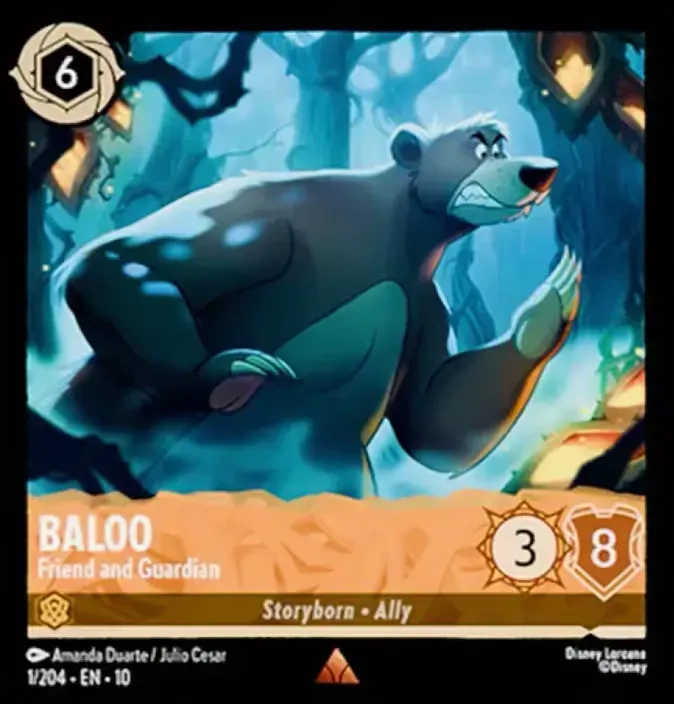 6
BALOO
Friend and Guardian
3
8
Storyborn • Ally
Amanda Duarte / Julio Cesar
1/204 • EN • 10
Disney Lorcana
©Disney